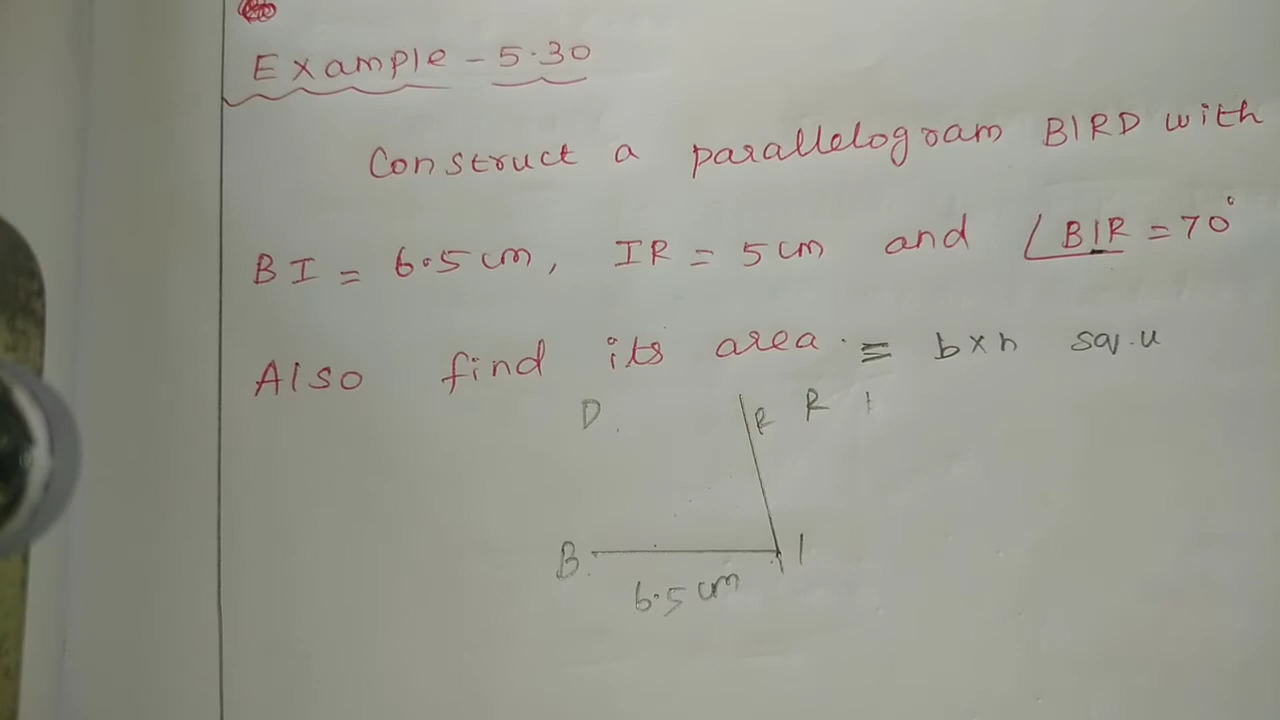 Example - 5.30
Construct a parallelogram BIRD with
BI = 6.5 cm, IR = 5 cm and ∠BIR = 70°
Also find its area. = b×h sq.u
D R R
B I
6.5 cm